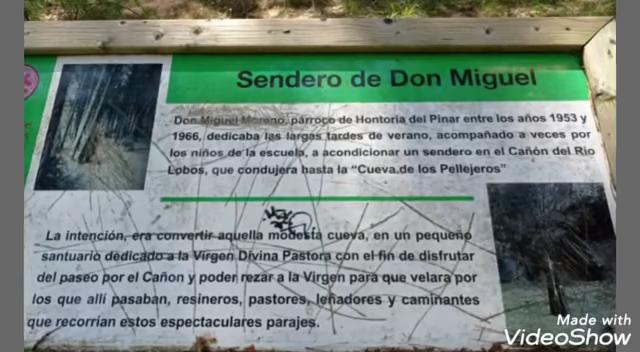 Sendero de Don Miguel
Don Miguel Moreno, párroco de Hontoria del Pinar entre los años 1953 y
1966, dedicaba las largas tardes de verano, acompañado a veces por
los niños de la escuela, a acondicionar un sendero en el Cañón del Río
Lobos, que condujera hasta la "Cueva de los Pellejeros"
La intención, era convertir aquella modesta cueva, en un pequeño
santuario dedicado a la Virgen Divina Pastora con el fin de disfrutar
del paseo por el Cañon y poder rezar a la Virgen para que velara por
los que allí pasaban, resineros, pastores, leñadores y caminantes
que recorrían estos espectaculares parajes.
Made with
VideoShow